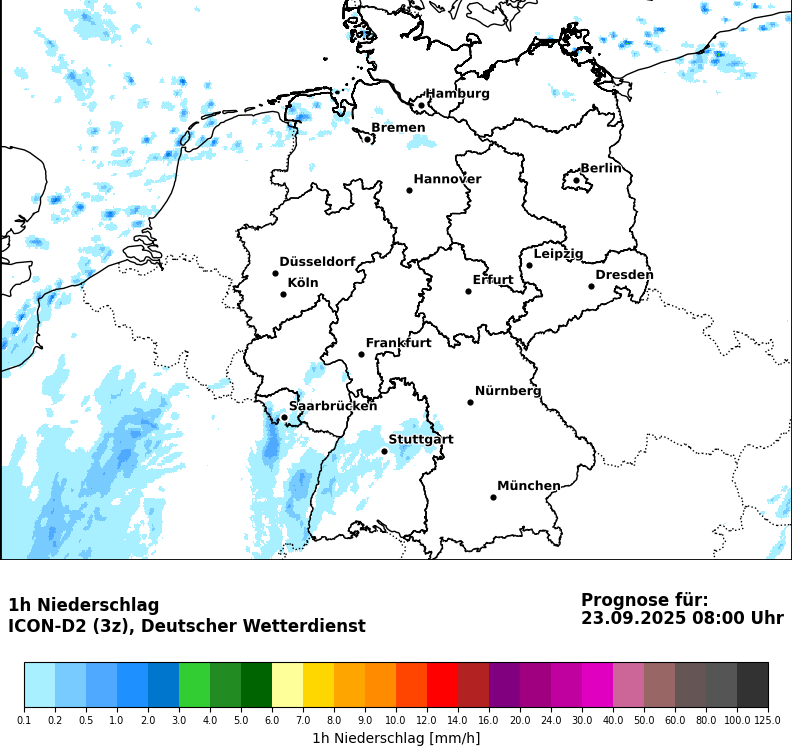 Hamburg
Bremen
Berlin
Hannover
Leipzig
Düsseldorf
Dresden
Köln
Erfurt
Frankfurt
Nürnberg
Saarbrücken
Stuttgart
München
1h Niederschlag
ICON-D2 (3z), Deutscher Wetterdienst
Prognose für:
23.09.2025 08:00 Uhr
0.1 0.2 0.5 1.0 2.0 3.0 4.0 5.0 6.0 7.0 8.0 9.0 10.0 12.0 14.0 16.0 20.0 24.0 30.0 40.0 50.0 60.0 80.0 100.0 125.0
1h Niederschlag [mm/h]